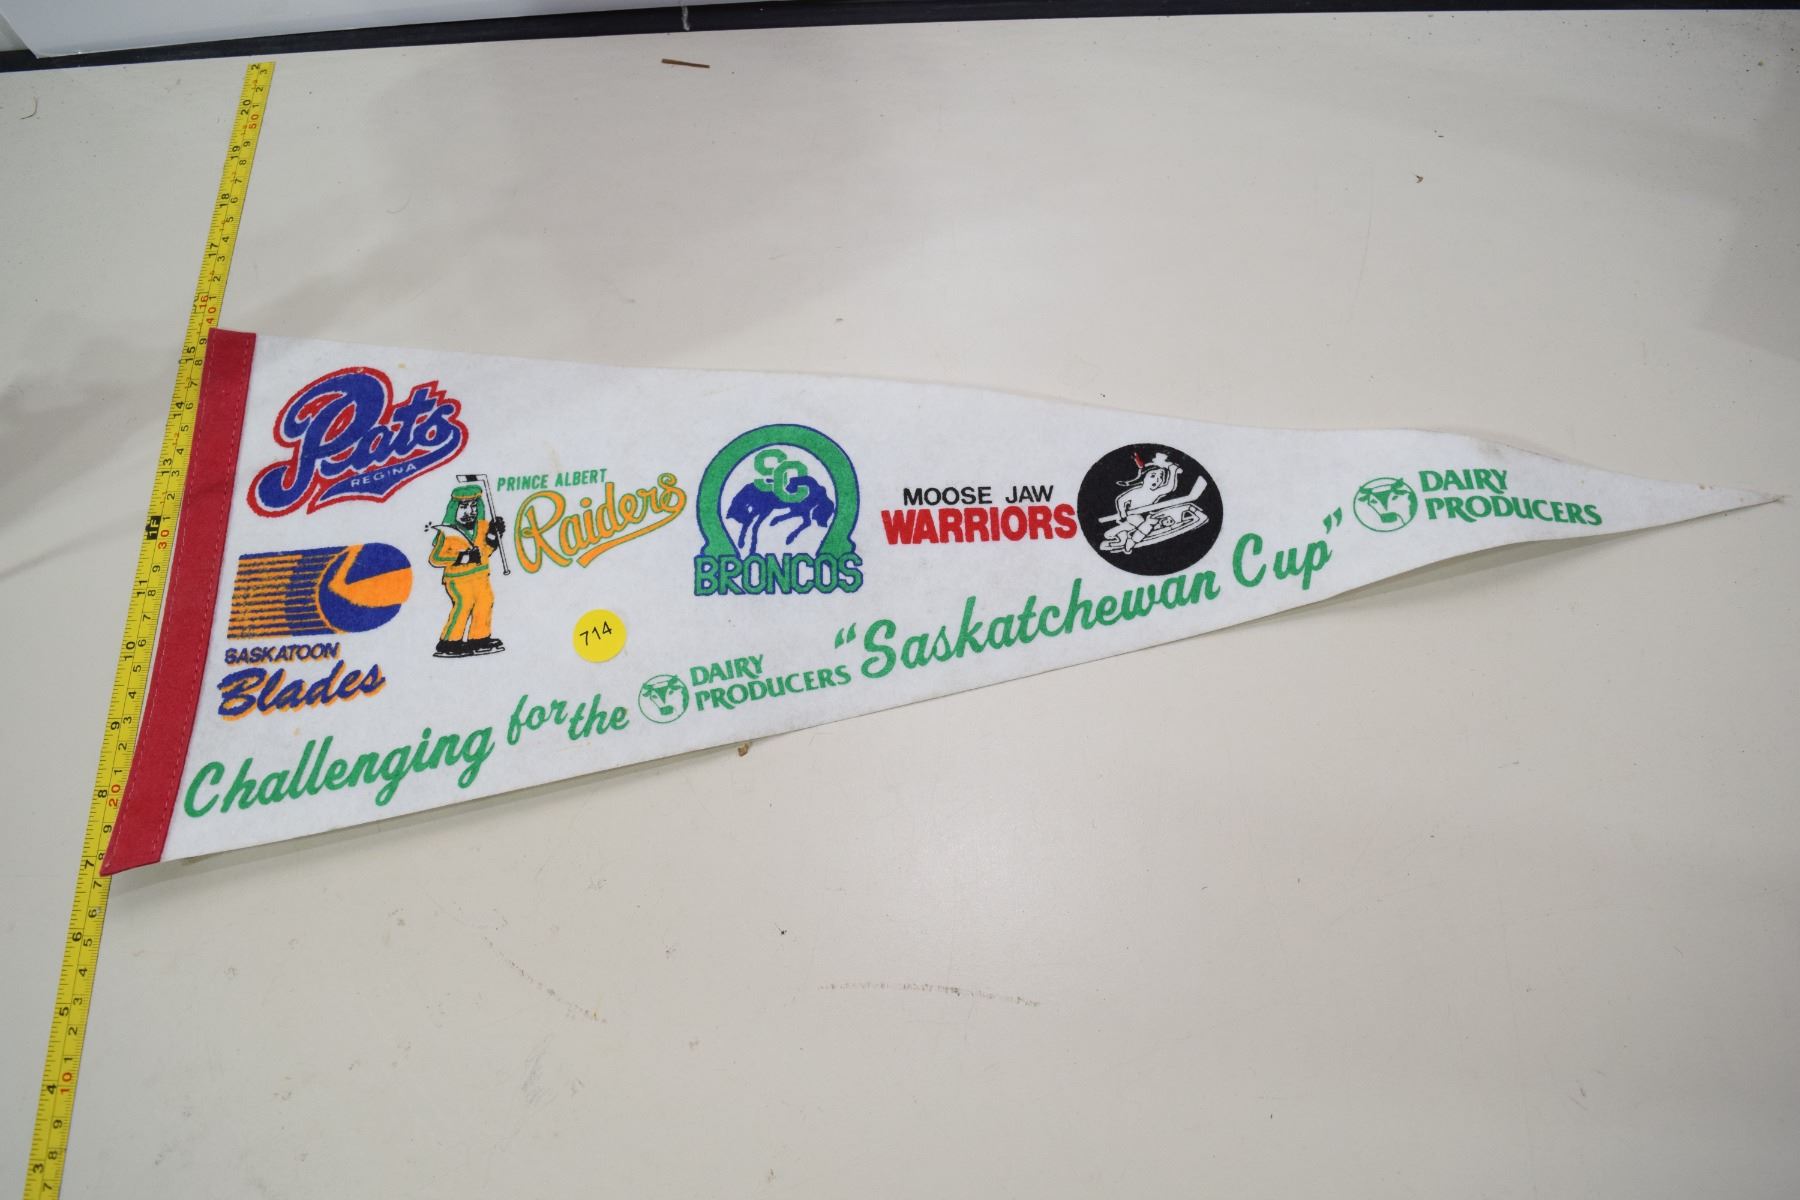 Pats
REGINA
SASKATOON
Blades
PRINCE ALBERT
Raiders
SC
BRONCOS
MOOSE JAW
WARRIORS
714
Challenging for the DAIRY PRODUCERS "Saskatchewan Cup" DAIRY PRODUCERS